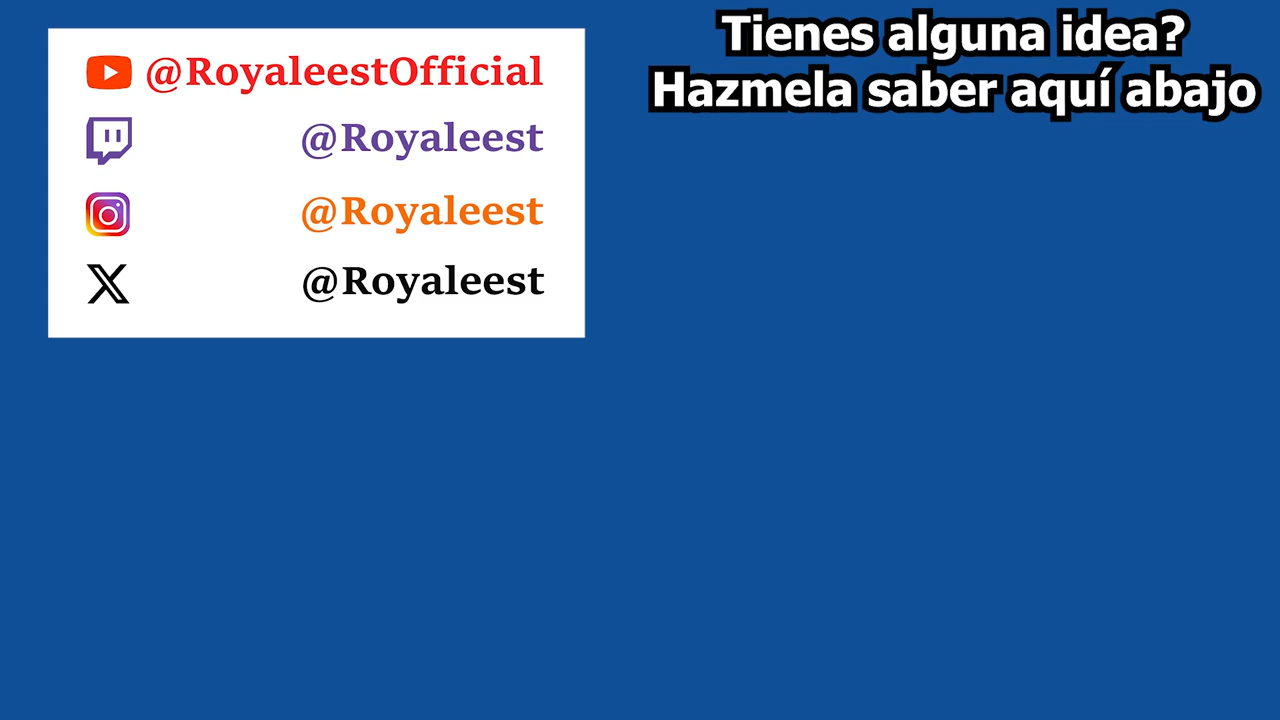 @RoyaleestOfficial
@Royaleest
@Royaleest
@Royaleest
Tienes alguna idea?
Hazmela saber aquí abajo